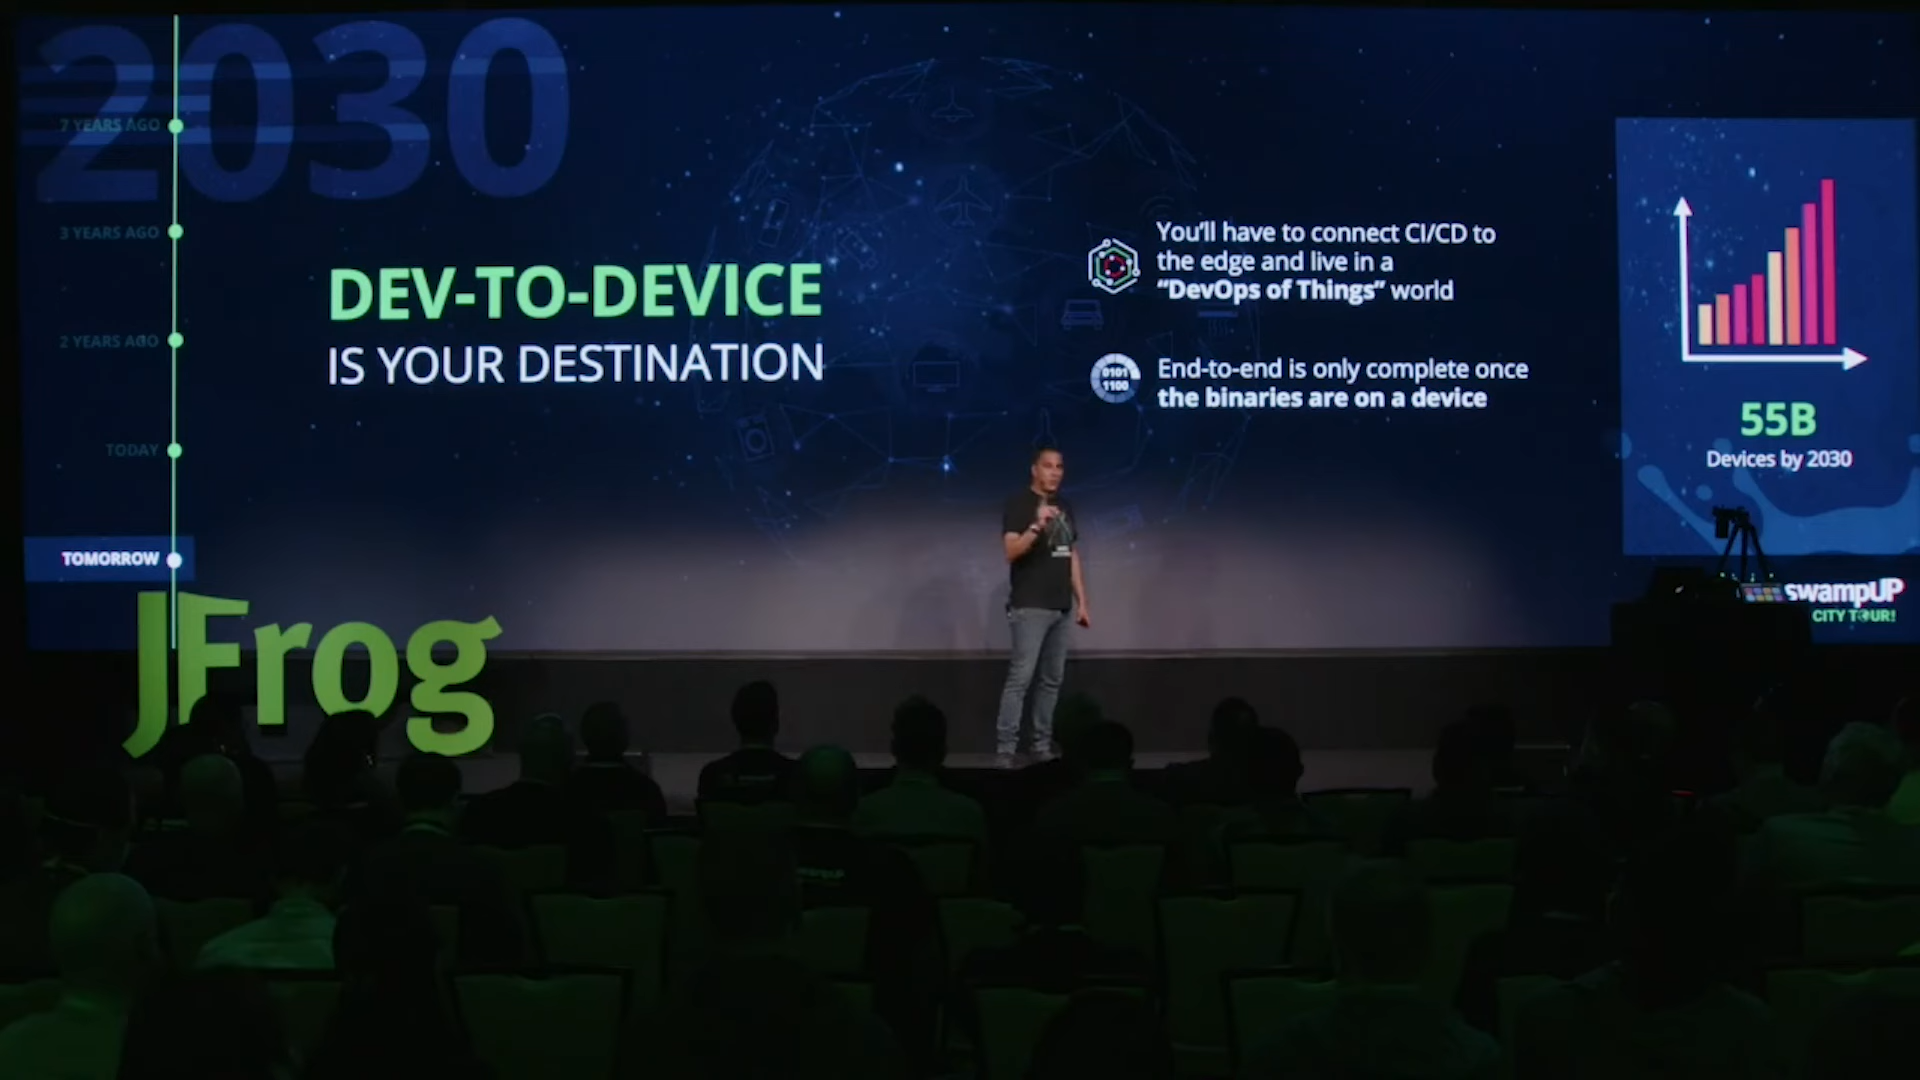 2030
7 YEARS AGO
3 YEARS AGO
2 YEARS AGO
TODAY
TOMORROW
DEV-TO-DEVICE
IS YOUR DESTINATION
You'll have to connect CI/CD to
the edge and live in a
“DevOps of Things” world
0101
1100
End-to-end is only complete once
the binaries are on a device
55B
Devices by 2030
swampUP
CITY TOUR!
JFrog